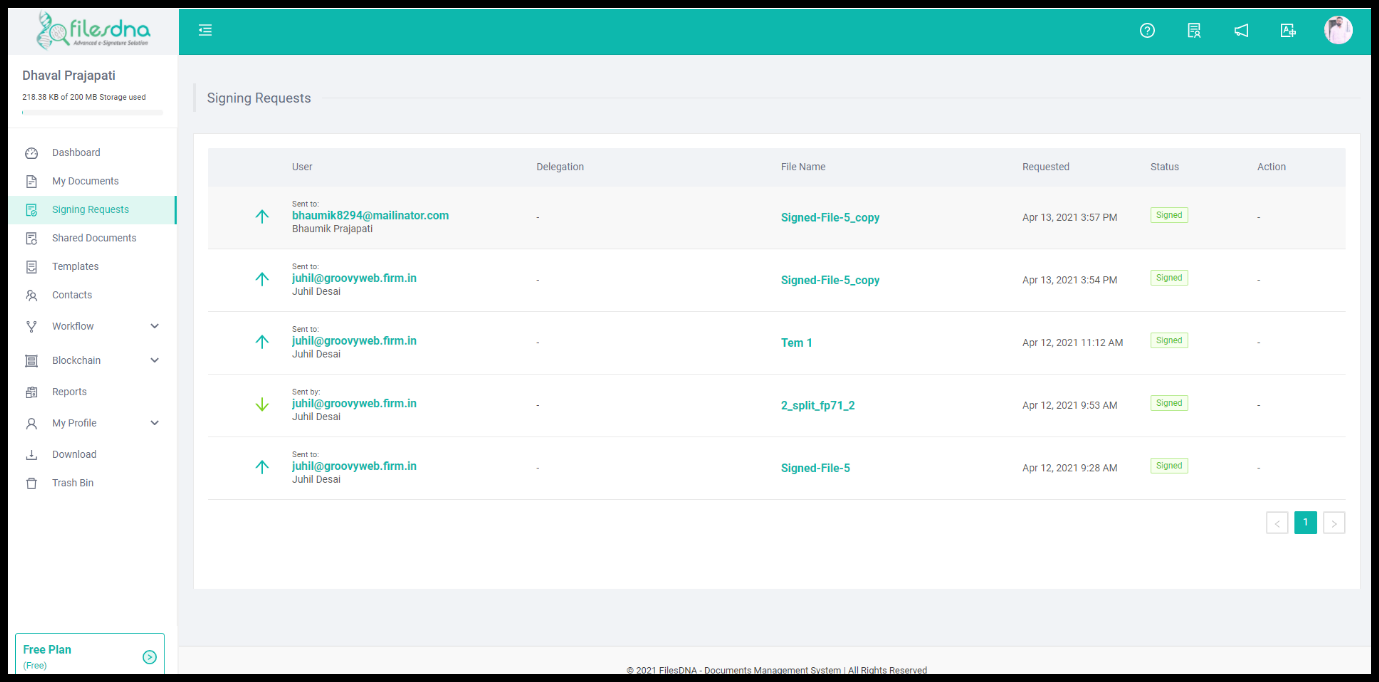 filesdna
Advanced e-Signature Solution
Dhaval Prajapati
218.38 KB of 200 MB Storage used
Dashboard
My Documents
Signing Requests
Shared Documents
Templates
Contacts
Workflow
Blockchain
Reports
My Profile
Download
Trash Bin
Free Plan
(Free)
Signing Requests
User Delegation File Name Requested Status Action
Sent to:
bhaumik8294@mailinator.com - Signed-File-5_copy Apr 13, 2021 3:57 PM Signed -
Bhaumik Prajapati
Sent to:
juhil@groovyweb.firm.in - Signed-File-5_copy Apr 13, 2021 3:54 PM Signed -
Juhil Desai
Sent to:
juhil@groovyweb.firm.in - Tem 1 Apr 12, 2021 11:12 AM Signed -
Juhil Desai
Sent by:
juhil@groovyweb.firm.in - 2_split_fp71_2 Apr 12, 2021 9:53 AM Signed -
Juhil Desai
Sent to:
juhil@groovyweb.firm.in - Signed-File-5 Apr 12, 2021 9:28 AM Signed -
Juhil Desai
< 1 >
© 2021 FilesDNA - Documents Management System | All Rights Reserved